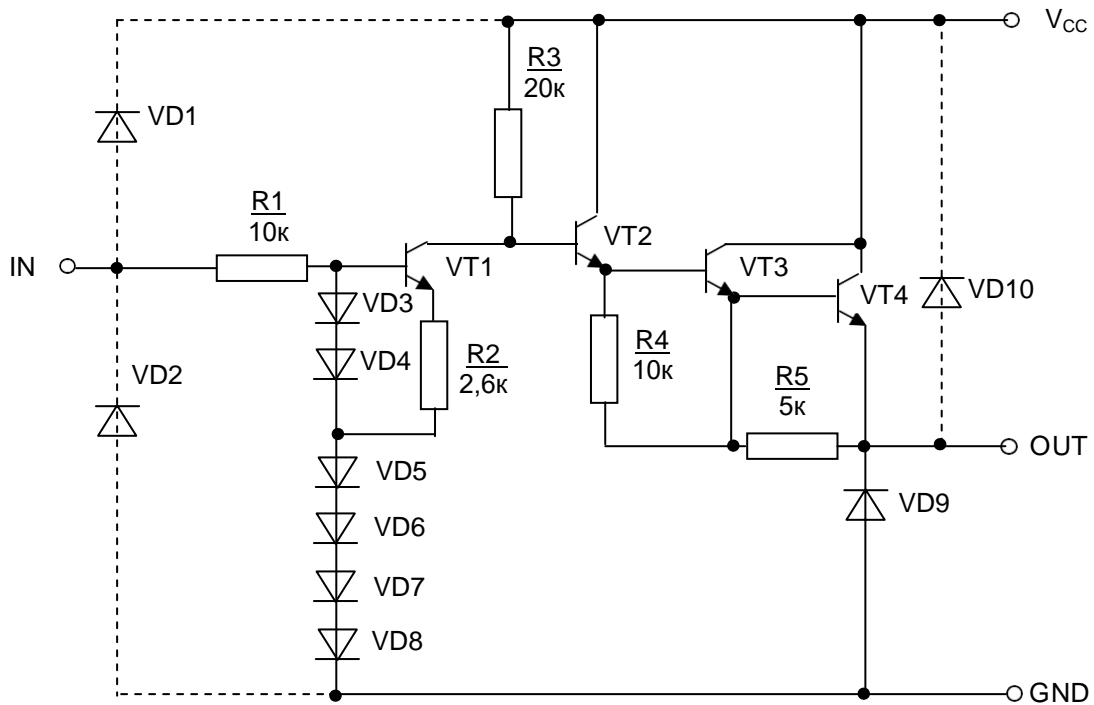 V_CC
R3
20к
VD1
R1
10к
IN
VT1
VT2
VT3
VT4
VD10
VD3
VD4
VD2
R2
2,6к
R4
10к
R5
5к
OUT
VD5
VD6
VD9
VD7
VD8
GND